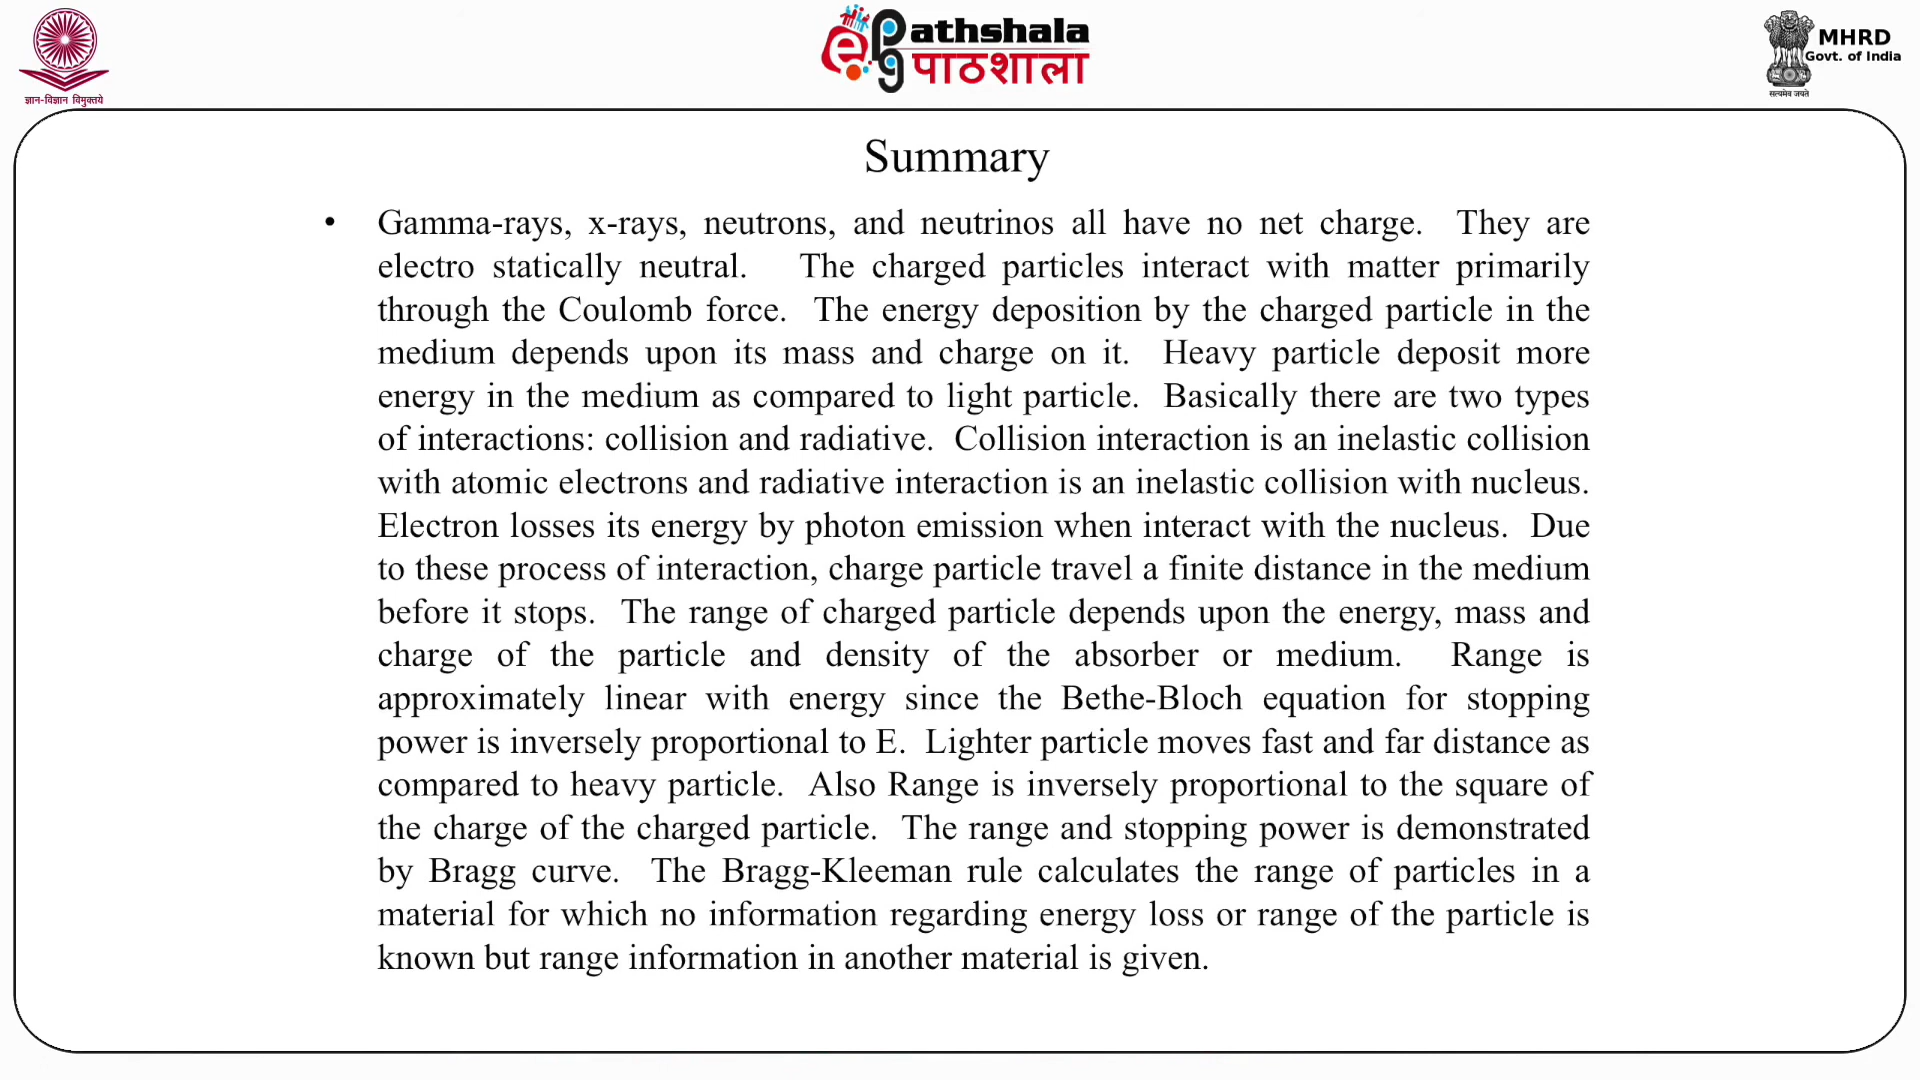 ज्ञान-विज्ञान विमुक्तये
ePathshala
पाठशाला
MHRD
Govt. of India
सत्यमेव जयते
Summary
• Gamma-rays, x-rays, neutrons, and neutrinos all have no net charge. They are
electro statically neutral. The charged particles interact with matter primarily
through the Coulomb force. The energy deposition by the charged particle in the
medium depends upon its mass and charge on it. Heavy particle deposit more
energy in the medium as compared to light particle. Basically there are two types
of interactions: collision and radiative. Collision interaction is an inelastic collision
with atomic electrons and radiative interaction is an inelastic collision with nucleus.
Electron losses its energy by photon emission when interact with the nucleus. Due
to these process of interaction, charge particle travel a finite distance in the medium
before it stops. The range of charged particle depends upon the energy, mass and
charge of the particle and density of the absorber or medium. Range is
approximately linear with energy since the Bethe-Bloch equation for stopping
power is inversely proportional to E. Lighter particle moves fast and far distance as
compared to heavy particle. Also Range is inversely proportional to the square of
the charge of the charged particle. The range and stopping power is demonstrated
by Bragg curve. The Bragg-Kleeman rule calculates the range of particles in a
material for which no information regarding energy loss or range of the particle is
known but range information in another material is given.